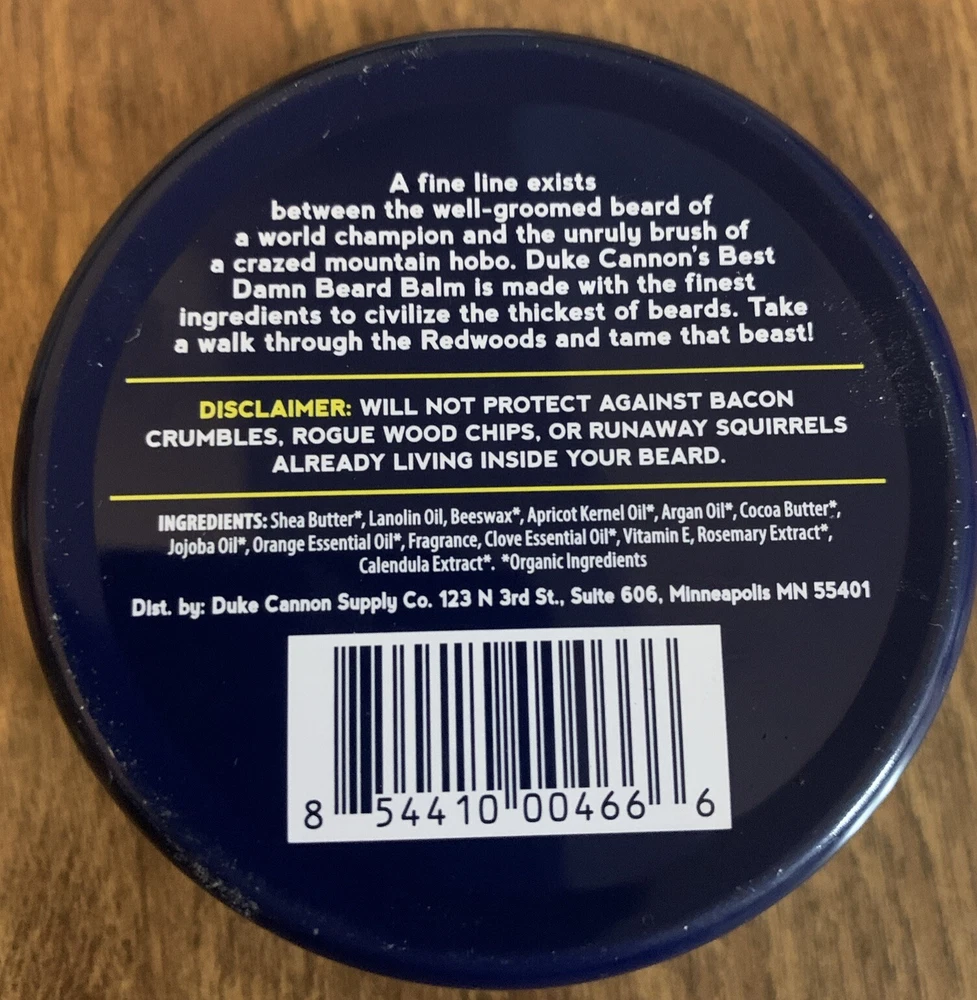 A fine line exists
between the well-groomed beard of
a world champion and the unruly brush of
a crazed mountain hobo. Duke Cannon's Best
Damn Beard Balm is made with the finest
ingredients to civilize the thickest of beards. Take
a walk through the Redwoods and tame that beast!
DISCLAIMER: WILL NOT PROTECT AGAINST BACON
CRUMBLES, ROGUE WOOD CHIPS, OR RUNAWAY SQUIRRELS
ALREADY LIVING INSIDE YOUR BEARD.
INGREDIENTS: Shea Butter*, Lanolin Oil, Beeswax*, Apricot Kernel Oil*, Argan Oil*, Cocoa Butter*,
Jojoba Oil*, Orange Essential Oil*, Fragrance, Clove Essential Oil*, Vitamin E, Rosemary Extract*,
Calendula Extract*. *Organic Ingredients
Dist. by: Duke Cannon Supply Co. 123 N 3rd St., Suite 606, Minneapolis MN 55401
8 54410 00466 6